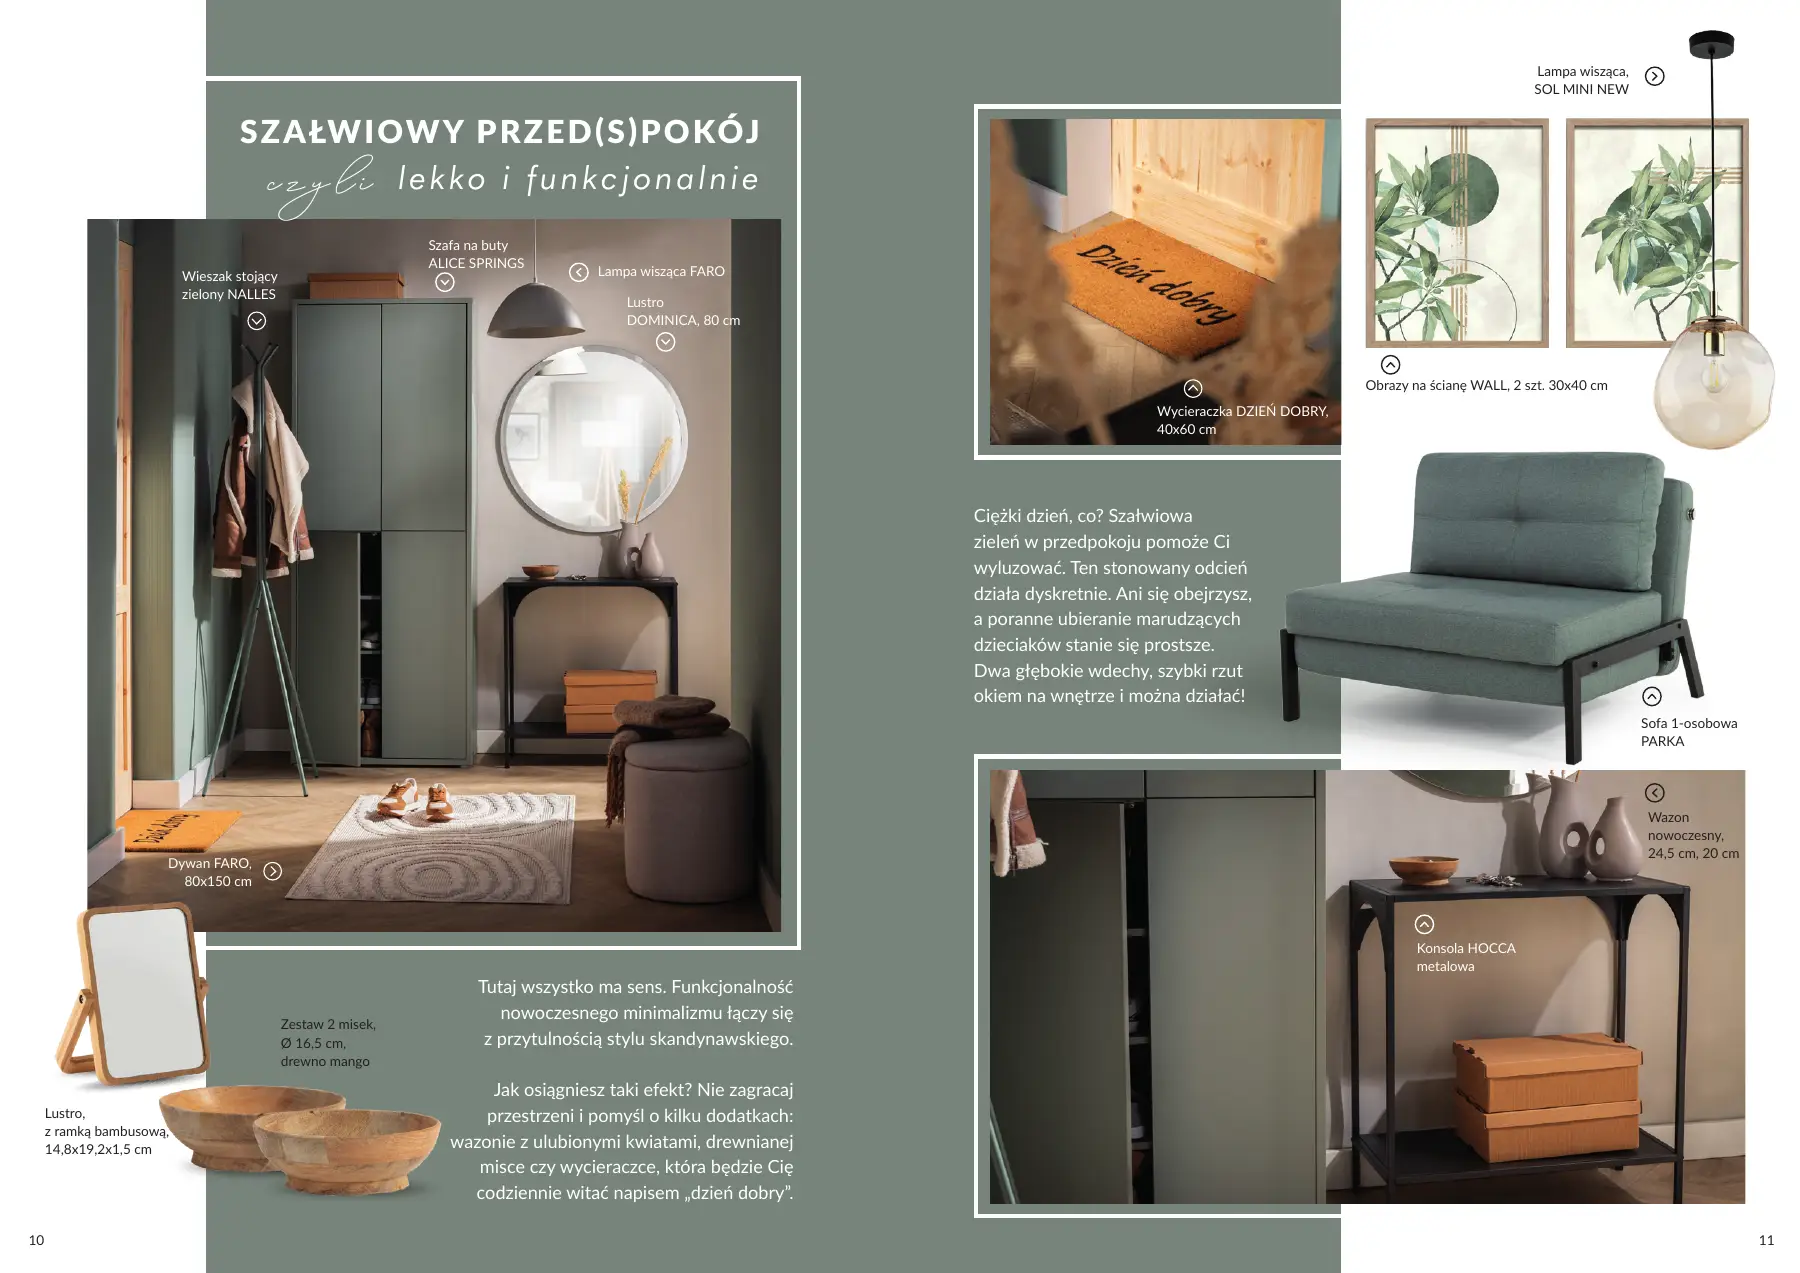 SZAŁWIOWY PRZED(S)POKÓJ
czyli lekko i funkcjonalnie
Wieszak stojący
zielony NALLES
Szafa na buty
ALICE SPRINGS
Lampa wisząca FARO
Lustro
DOMINICA, 80 cm
Dzień dobry
Dywan FARO,
80x150 cm
Lustro,
z ramką bambusową,
14,8x19,2x1,5 cm
Zestaw 2 misek,
Ø 16,5 cm,
drewno mango
Tutaj wszystko ma sens. Funkcjonalność
nowoczesnego minimalizmu łączy się
z przytulnością stylu skandynawskiego.
Jak osiągniesz taki efekt? Nie zagracaj
przestrzeni i pomyśl o kilku dodatkach:
wazonie z ulubionymi kwiatami, drewnianej
misce czy wycieraczce, która będzie Cię
codziennie witać napisem „dzień dobry”.
10
Dzień dobry
Wycieraczka DZIEŃ DOBRY,
40x60 cm
Lampa wisząca,
SOL MINI NEW
Obrazy na ścianę WALL, 2 szt. 30x40 cm
Ciężki dzień, co? Szałwiowa
zieleń w przedpokoju pomoże Ci
wyluzować. Ten stonowany odcień
działa dyskretnie. Ani się obejrzysz,
a poranne ubieranie marudzących
dzieciaków stanie się prostsze.
Dwa głębokie wdechy, szybki rzut
okiem na wnętrze i można działać!
Sofa 1-osobowa
PARKA
Wazon
nowoczesny,
24,5 cm, 20 cm
Konsola HOCCA
metalowa
11